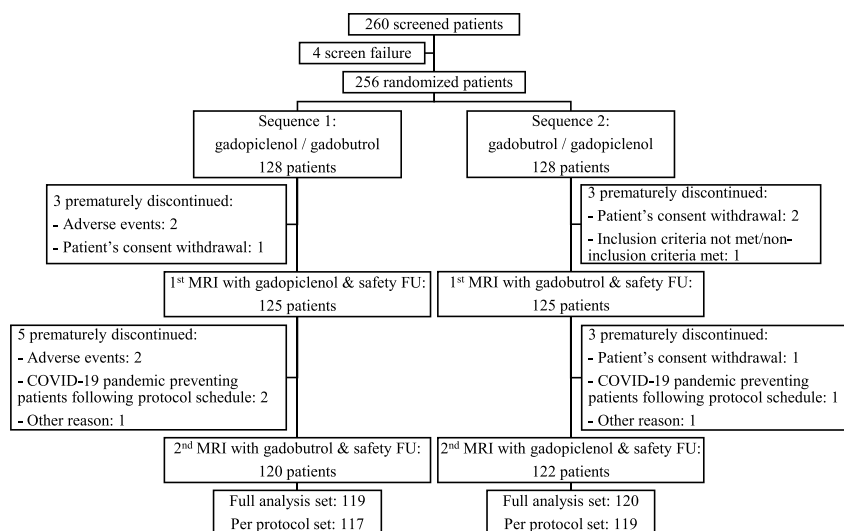 260 screened patients
4 screen failure
256 randomized patients
Sequence 1:
gadopiclenol / gadobutrol
128 patients
Sequence 2:
gadobutrol / gadopiclenol
128 patients
3 prematurely discontinued:
- Adverse events: 2
- Patient's consent withdrawal: 1
3 prematurely discontinued:
- Patient's consent withdrawal: 2
- Inclusion criteria not met/non-
inclusion criteria met: 1
1st MRI with gadopiclenol & safety FU:
125 patients
1st MRI with gadobutrol & safety FU:
125 patients
5 prematurely discontinued:
- Adverse events: 2
- COVID-19 pandemic preventing
patients following protocol schedule: 2
- Other reason: 1
3 prematurely discontinued:
- Patient's consent withdrawal: 1
- COVID-19 pandemic preventing
patients following protocol schedule: 1
- Other reason: 1
2nd MRI with gadobutrol & safety FU:
120 patients
2nd MRI with gadopiclenol & safety FU:
122 patients
Full analysis set: 119
Per protocol set: 117
Full analysis set: 120
Per protocol set: 119